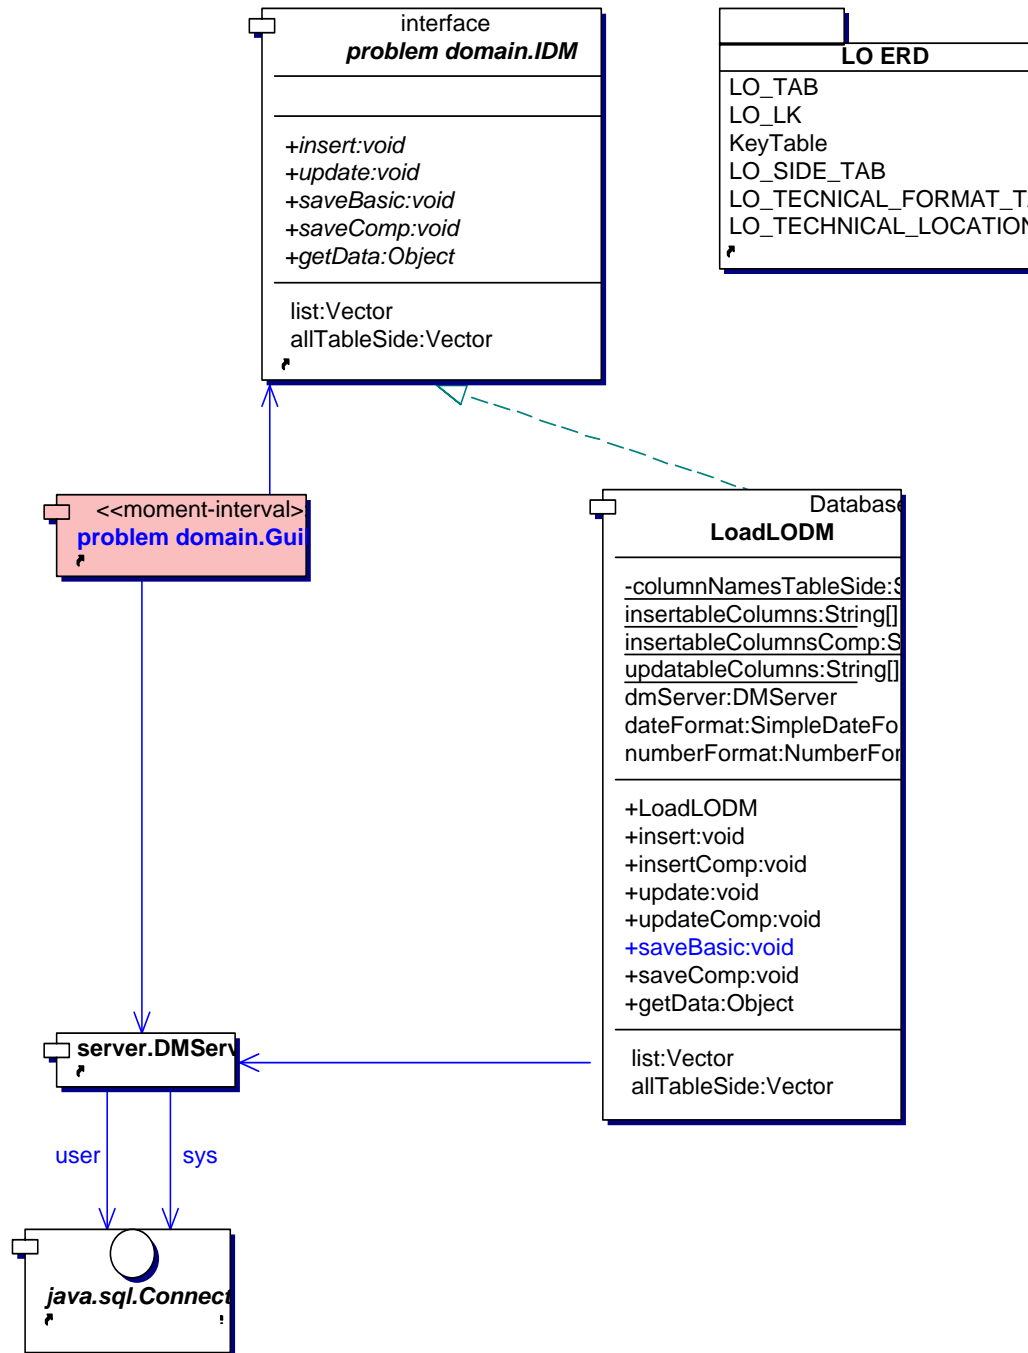 interface
problem domain.IDM
+insert:void
+update:void
+saveBasic:void
+saveComp:void
+getData:Object
list:Vector
allTableSide:Vector
LO ERD
LO_TAB
LO_LK
KeyTable
LO_SIDE_TAB
LO_TECNICAL_FORMAT_TA
LO_TECHNICAL_LOCATION
<<moment-interval>
problem domain.Gui
Database
LoadLODM
-columnNamesTableSide:S
insertableColumns:String[]
insertableColumnsComp:S
updatableColumns:String[]
dmServer:DMServer
dateFormat:SimpleDateFo
numberFormat:NumberFor
+LoadLODM
+insert:void
+insertComp:void
+update:void
+updateComp:void
+saveBasic:void
+saveComp:void
+getData:Object
list:Vector
allTableSide:Vector
server.DMServ
user sys
java.sql.Connect